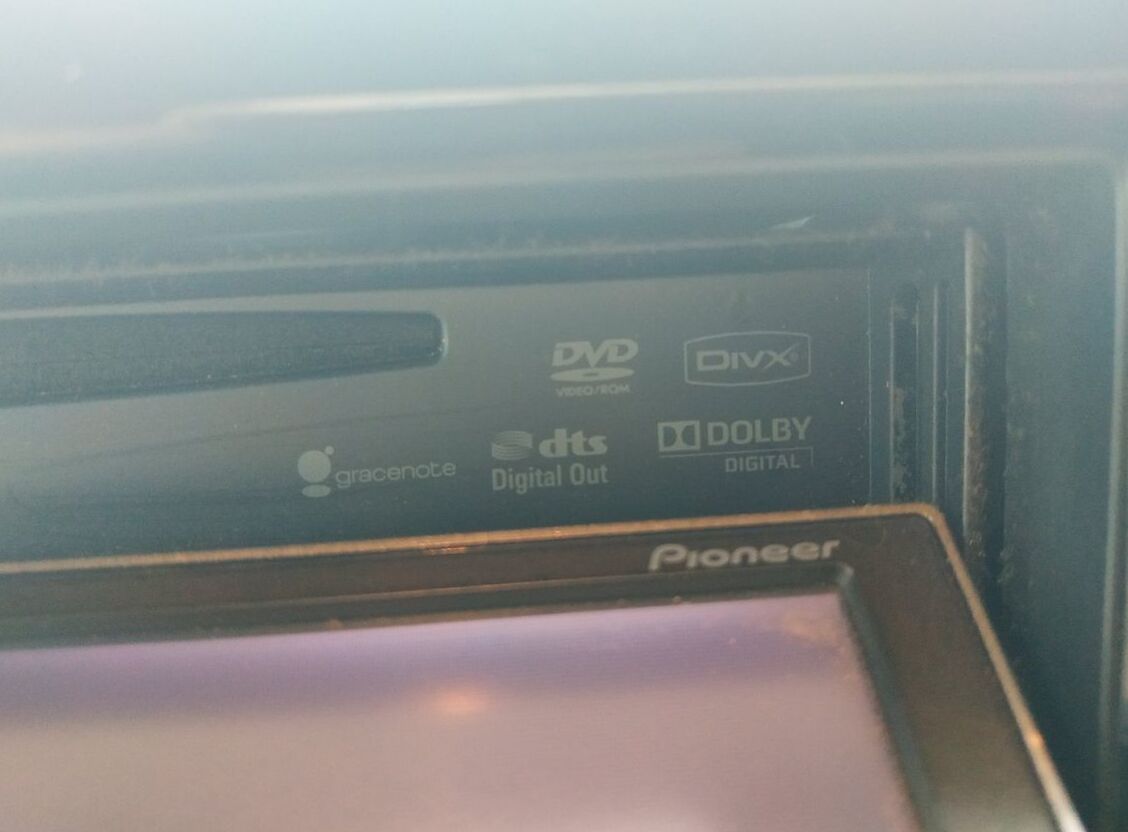 DVD
VIDEO/ROM
DIVX®
gracenote
dts
Digital Out
DOLBY
DIGITAL
Pioneer